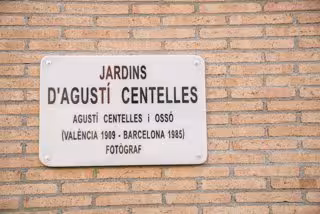 JARDINS
D'AGUSTÍ CENTELLES
AGUSTÍ CENTELLES i OSSÓ
(VALÈNCIA 1909 - BARCELONA 1985)
FOTÒGRAF